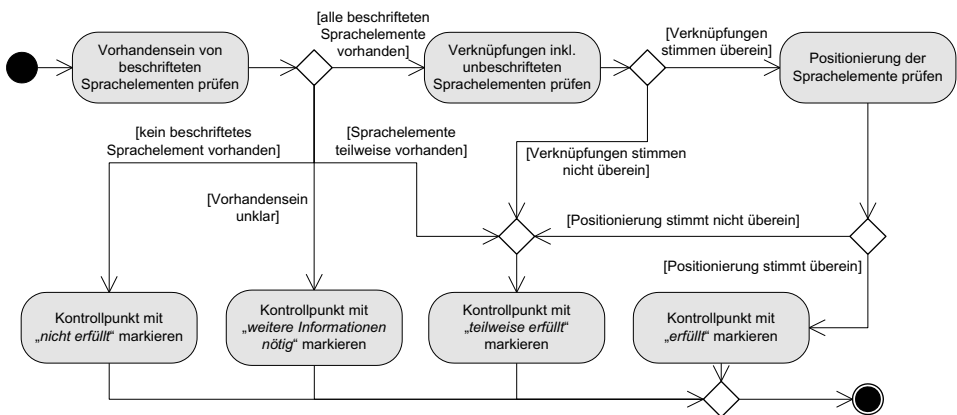 [alle beschrifteten
Sprachelemente
vorhanden]
[Verknüpfungen
stimmen überein]
Vorhandensein von
beschrifteten
Sprachelementen prüfen
Verknüpfungen inkl.
unbeschrifteten
Sprachelementen prüfen
Positionierung der
Sprachelemente prüfen
[kein beschriftetes
Sprachelement vorhanden]
[Sprachelemente
teilweise vorhanden]
[Verknüpfungen stimmen
nicht überein]
[Vorhandensein
unklar]
[Positionierung stimmt nicht überein]
[Positionierung stimmt überein]
Kontrollpunkt mit
„nicht erfüllt“ markieren
Kontrollpunkt mit
„weitere Informationen
nötig“ markieren
Kontrollpunkt mit
„teilweise erfüllt“
markieren
Kontrollpunkt mit
„erfüllt“ markieren